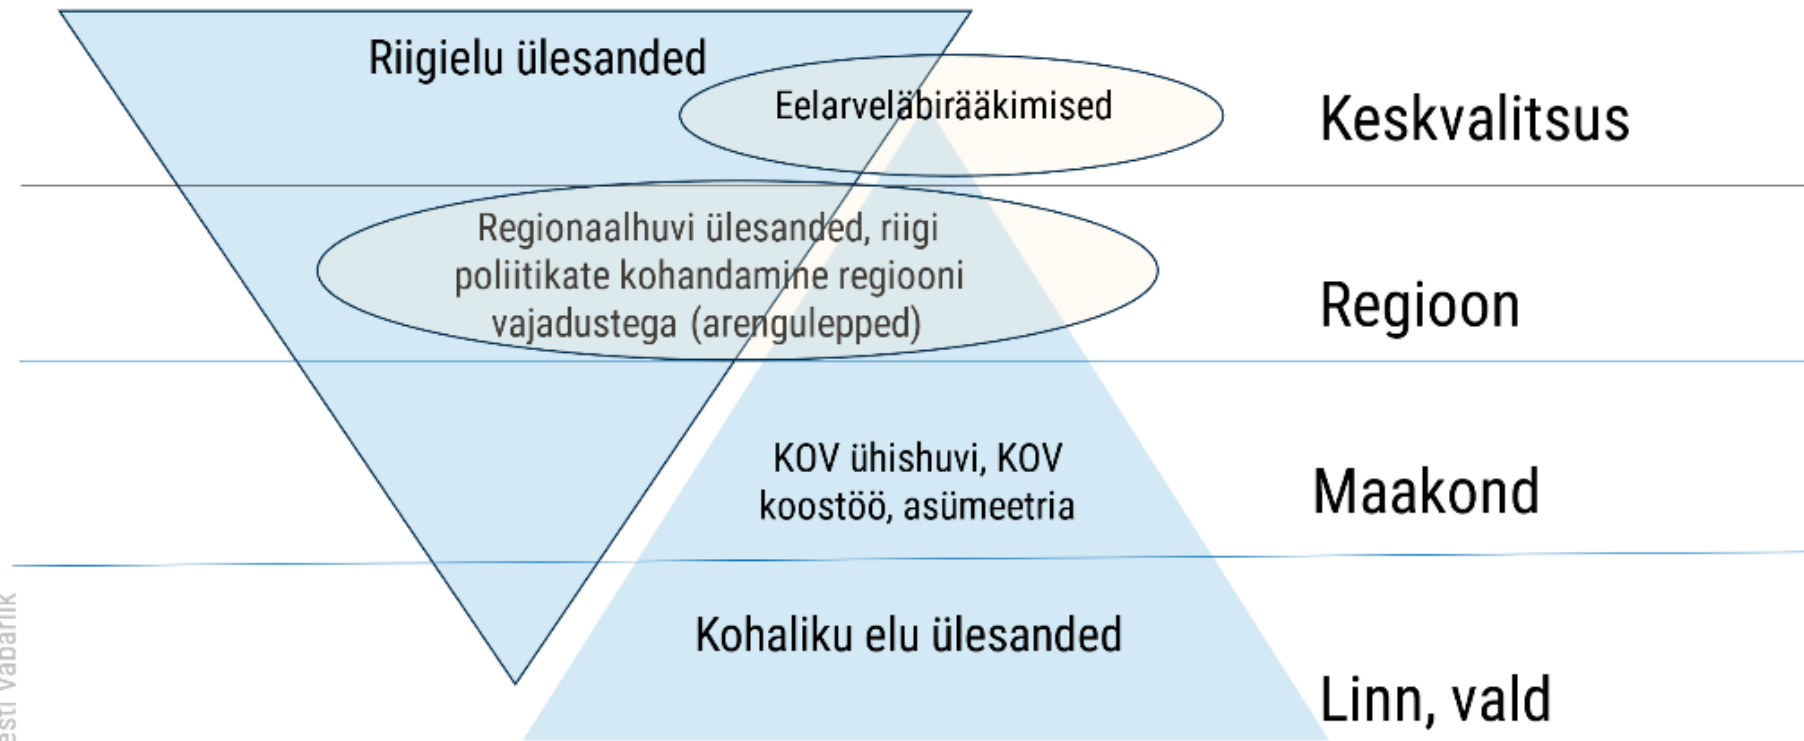 Riigielu ülesanded
Eelarveläbirääkimised
Keskvalitsus
Regionaalhuvi ülesanded, riigi
poliitikate kohandamine regiooni
vajadustega (arengulepped)
Regioon
KOV ühishuvi, KOV
koostöö, asümeetria
Maakond
Kohaliku elu ülesanded
Linn, vald